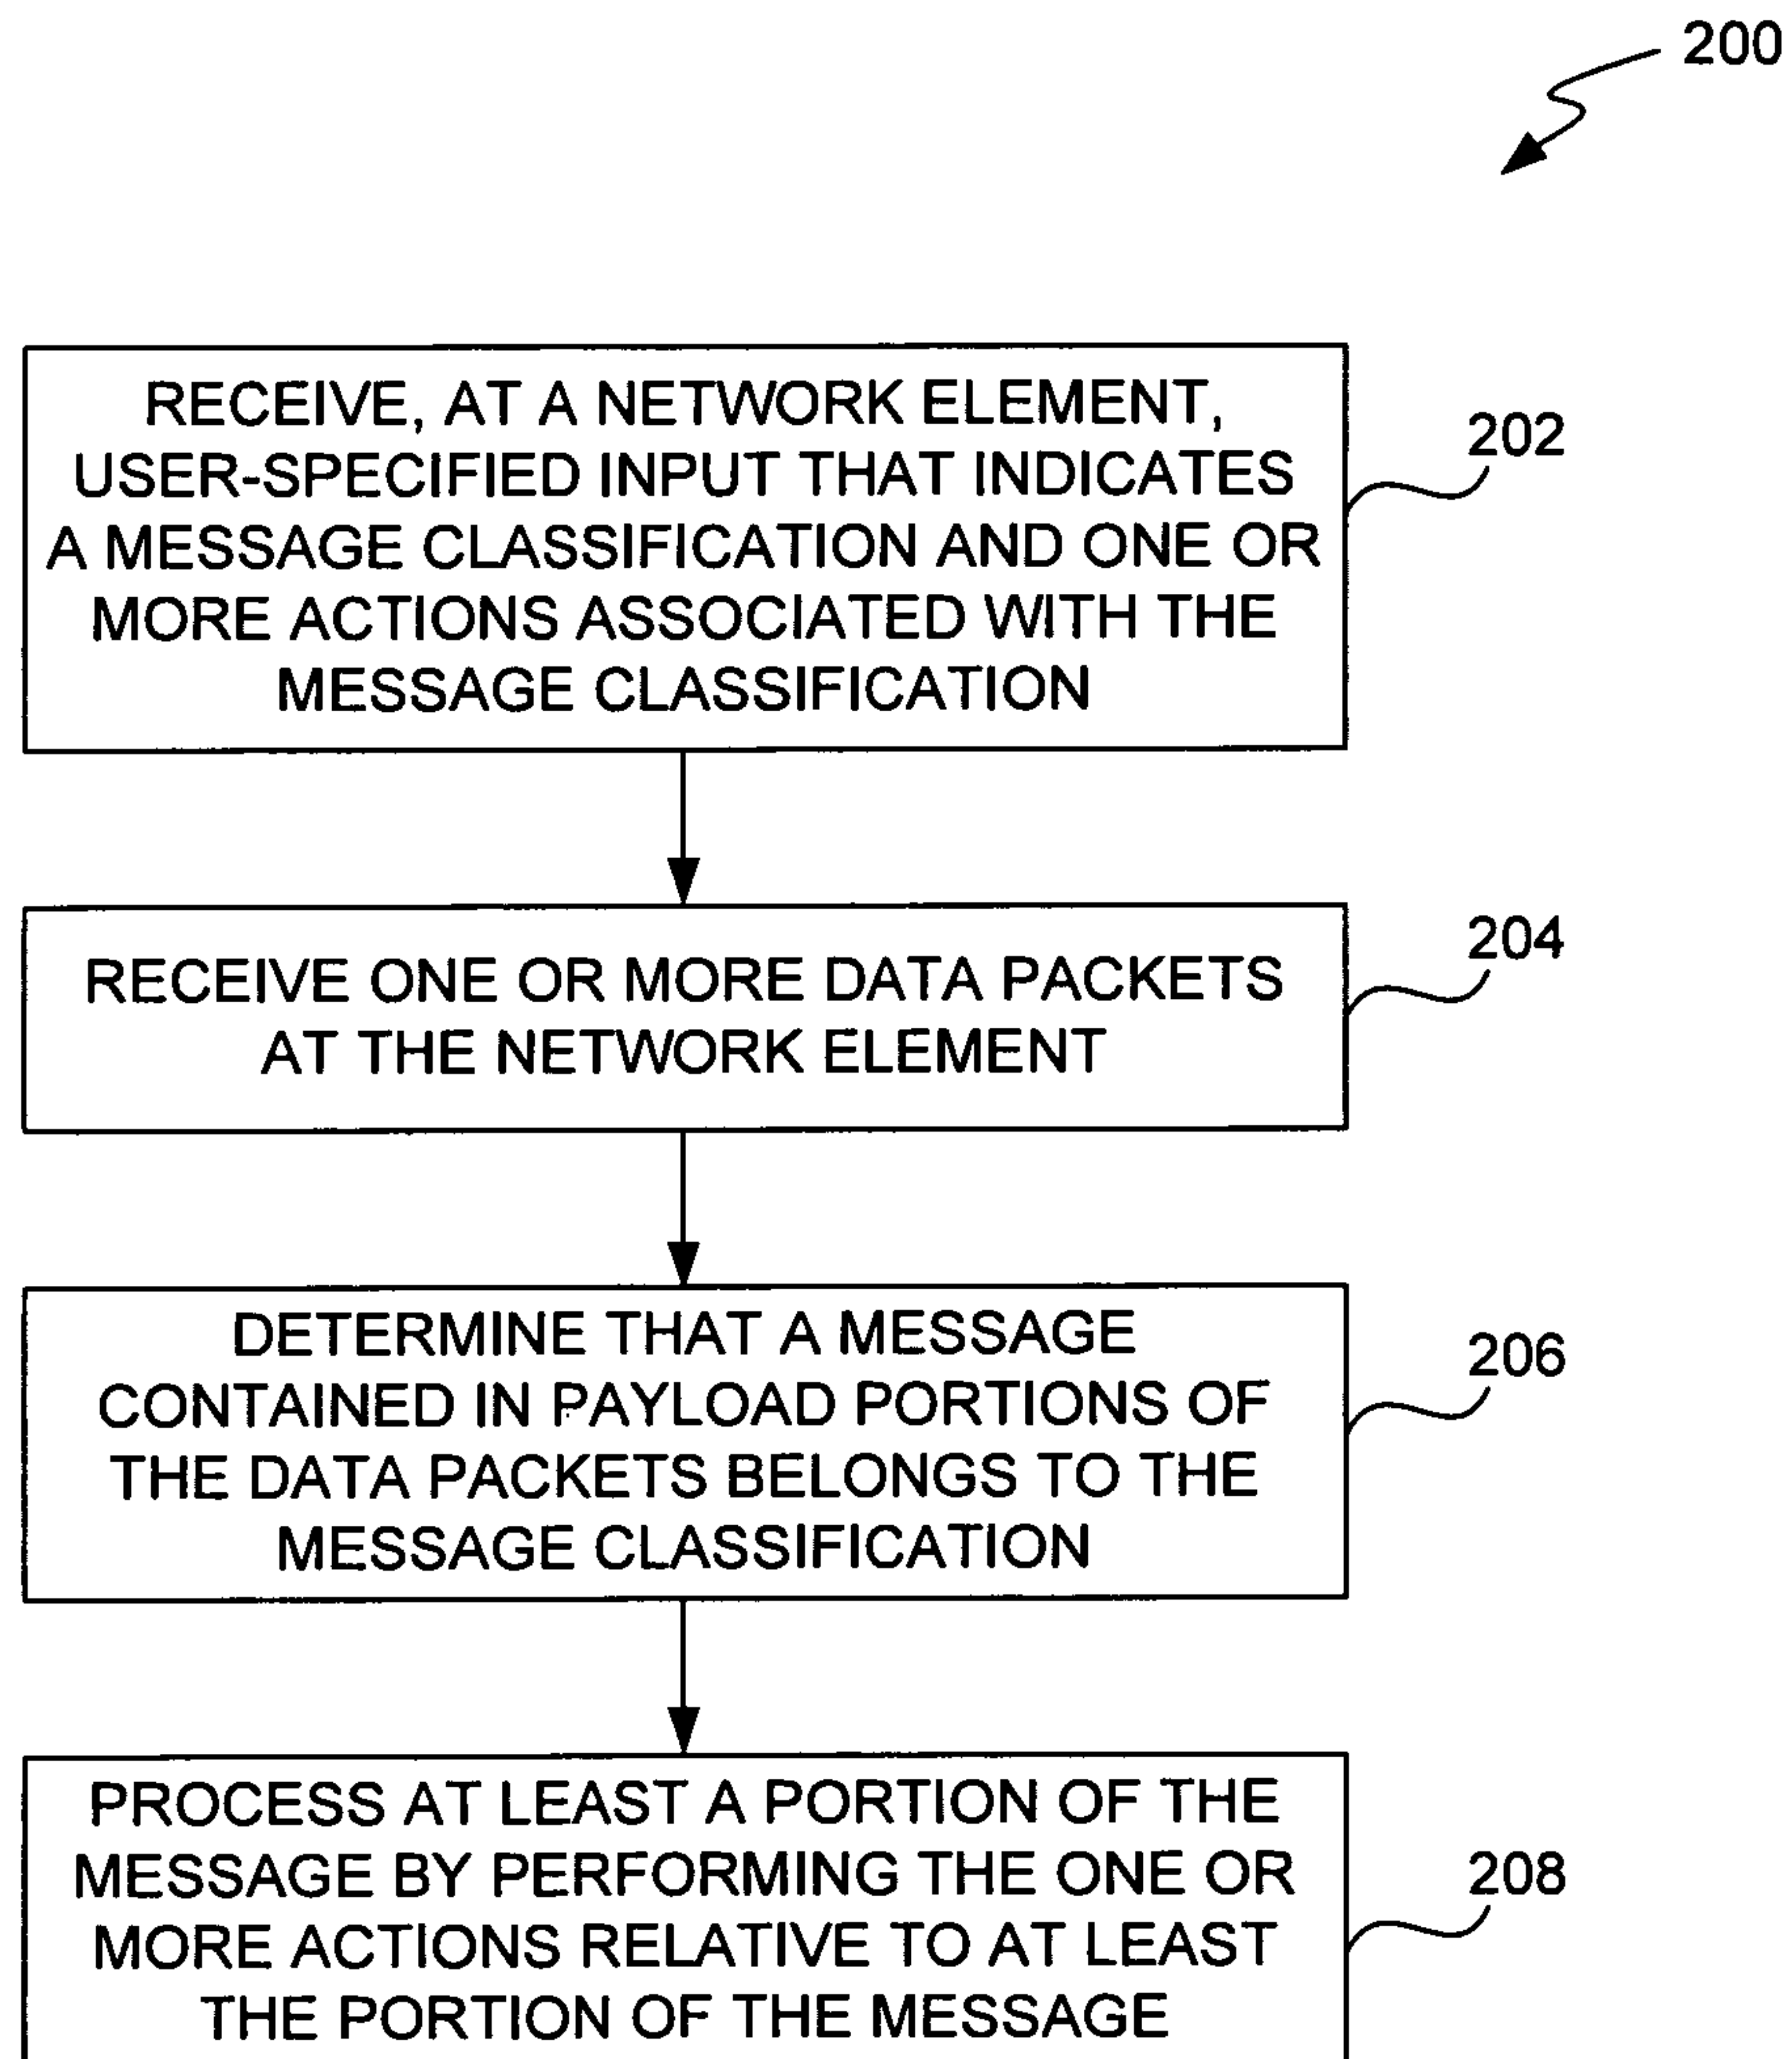 200
RECEIVE, AT A NETWORK ELEMENT,
USER-SPECIFIED INPUT THAT INDICATES
A MESSAGE CLASSIFICATION AND ONE OR
MORE ACTIONS ASSOCIATED WITH THE
MESSAGE CLASSIFICATION
202
RECEIVE ONE OR MORE DATA PACKETS
AT THE NETWORK ELEMENT
204
DETERMINE THAT A MESSAGE
CONTAINED IN PAYLOAD PORTIONS OF
THE DATA PACKETS BELONGS TO THE
MESSAGE CLASSIFICATION
206
PROCESS AT LEAST A PORTION OF THE
MESSAGE BY PERFORMING THE ONE OR
MORE ACTIONS RELATIVE TO AT LEAST
THE PORTION OF THE MESSAGE
208